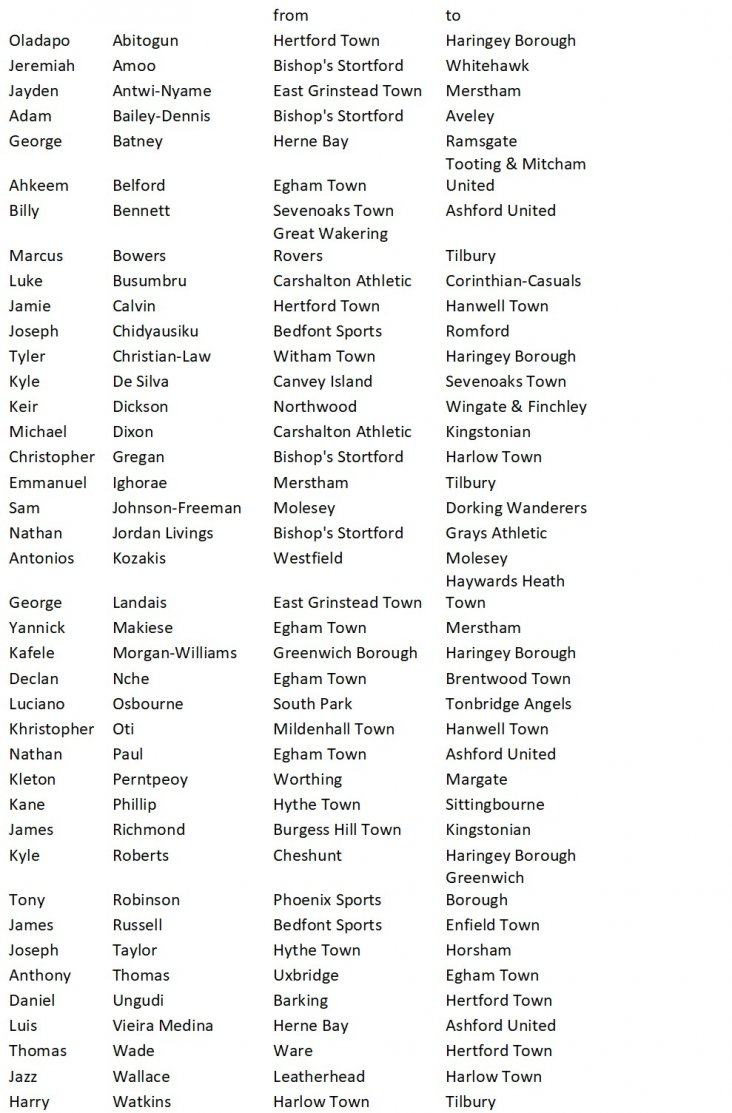 from to
Oladapo Abitogun Hertford Town Haringey Borough
Jeremiah Amoo Bishop's Stortford Whitehawk
Jayden Antwi-Nyame East Grinstead Town Merstham
Adam Bailey-Dennis Bishop's Stortford Aveley
George Batney Herne Bay Ramsgate
Tooting & Mitcham
Ahkeem Belford Egham Town United
Billy Bennett Sevenoaks Town Ashford United
Great Wakering
Marcus Bowers Rovers Tilbury
Luke Busumbru Carshalton Athletic Corinthian-Casuals
Jamie Calvin Hertford Town Hanwell Town
Joseph Chidyausiku Bedfont Sports Romford
Tyler Christian-Law Witham Town Haringey Borough
Kyle De Silva Canvey Island Sevenoaks Town
Keir Dickson Northwood Wingate & Finchley
Michael Dixon Carshalton Athletic Kingstonian
Christopher Gregan Bishop's Stortford Harlow Town
Emmanuel Ighorae Merstham Tilbury
Sam Johnson-Freeman Molesey Dorking Wanderers
Nathan Jordan Livings Bishop's Stortford Grays Athletic
Antonios Kozakis Westfield Molesey
Haywards Heath
George Landais East Grinstead Town Town
Yannick Makiese Egham Town Merstham
Kafele Morgan-Williams Greenwich Borough Haringey Borough
Declan Nche Egham Town Brentwood Town
Luciano Osbourne South Park Tonbridge Angels
Khristopher Oti Mildenhall Town Hanwell Town
Nathan Paul Egham Town Ashford United
Kleton Perntpeoy Worthing Margate
Kane Phillip Hythe Town Sittingbourne
James Richmond Burgess Hill Town Kingstonian
Kyle Roberts Cheshunt Haringey Borough
Greenwich
Tony Robinson Phoenix Sports Borough
James Russell Bedfont Sports Enfield Town
Joseph Taylor Hythe Town Horsham
Anthony Thomas Uxbridge Egham Town
Daniel Ungudi Barking Hertford Town
Luis Vieira Medina Herne Bay Ashford United
Thomas Wade Ware Hertford Town
Jazz Wallace Leatherhead Harlow Town
Harry Watkins Harlow Town Tilbury